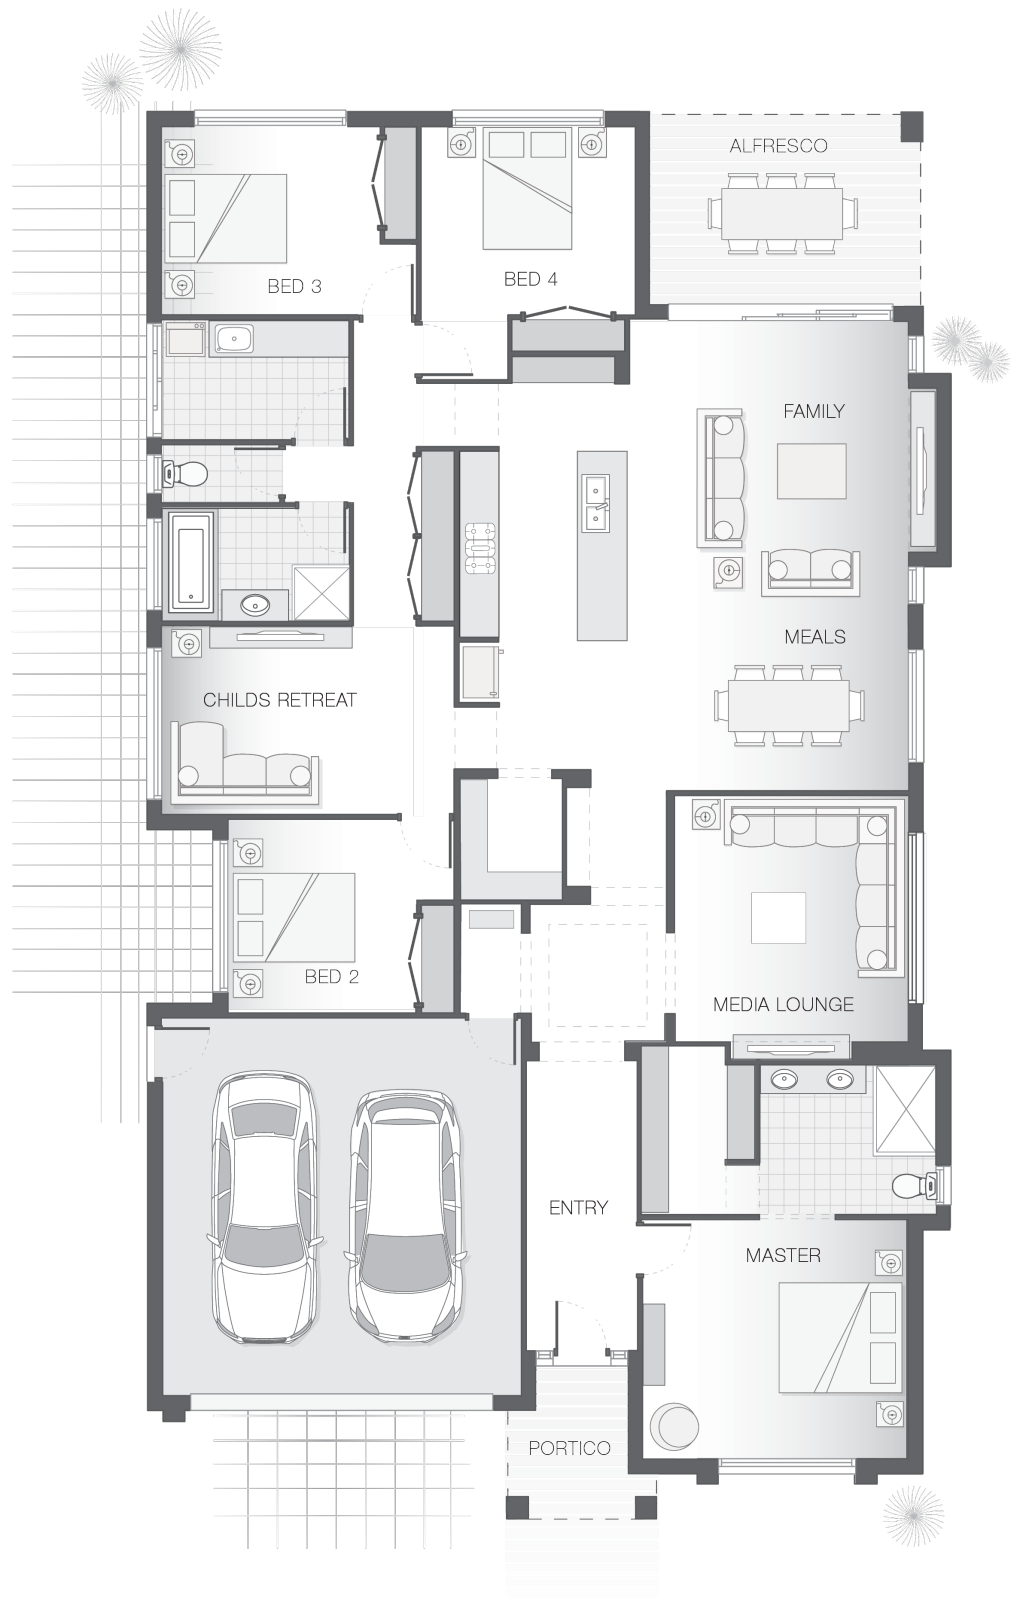 ALFRESCO
BED 3
BED 4
FAMILY
MEALS
CHILDS RETREAT
BED 2
MEDIA LOUNGE
ENTRY
MASTER
PORTICO